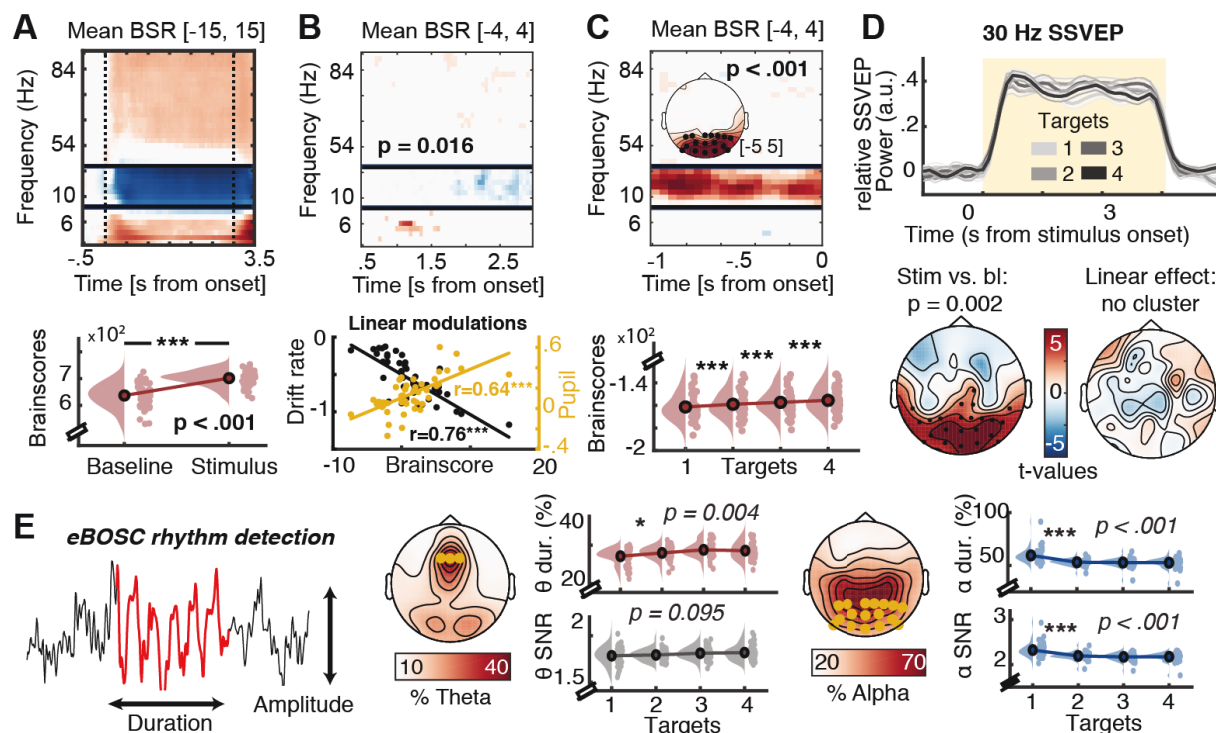 A
Mean BSR [-15, 15]
Frequency (Hz)
84
54
10
6
-.5
3.5
Time [s from onset]
x10²
Brainscores
7
6
***
p < .001
Baseline
Stimulus
B
Mean BSR [-4, 4]
Frequency (Hz)
84
54
10
6
p = 0.016
.5
1.5
2.5
Time [s from onset]
Linear modulations
Drift rate
0
-1
r=0.64***
r=0.76***
Pupil
.6
0
-.4
-10
Brainscore
20
C
Mean BSR [-4, 4]
Frequency (Hz)
84
54
10
6
p < .001
[-5 5]
-1
-.5
0
Time [s from onset]
x10²
Brainscores
-1.4
-2
***
***
***
1
Targets
4
D
30 Hz SSVEP
relative SSVEP
Power (a.u.)
.4
0
Targets
1
3
2
4
0
3
Time (s from stimulus onset)
Stim vs. bl:
p = 0.002
5
0
-5
t-values
Linear effect:
no cluster
E
eBOSC rhythm detection
Duration
Amplitude
10
40
% Theta
θ dur. (%)
40
20
*
p = 0.004
θ SNR
2
1.5
p = 0.095
1
2
3
4
Targets
20
70
% Alpha
α dur. (%)
100
50
***
p < .001
α SNR
3
2
***
p < .001
1
2
3
4
Targets